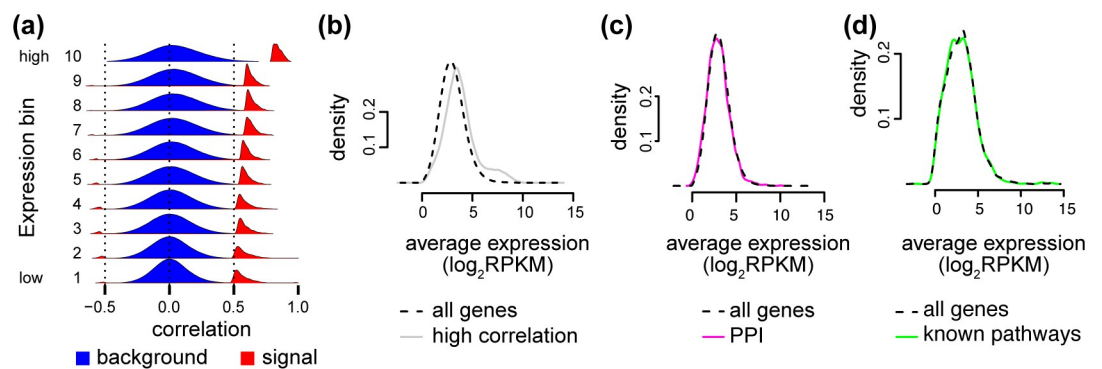 (a)
high 10
9
8
7
6
5
4
3
2
low 1
Expression bin
−0.5 0.0 0.5 1.0
correlation
background signal
(b)
density
0.1 0.2
0 5 10 15
average expression
(log2RPKM)
all genes
high correlation
(c)
density
0.1 0.2
0 5 10 15
average expression
(log2RPKM)
all genes
PPI
(d)
density
0.1 0.2
0 5 10 15
average expression
(log2RPKM)
all genes
known pathways